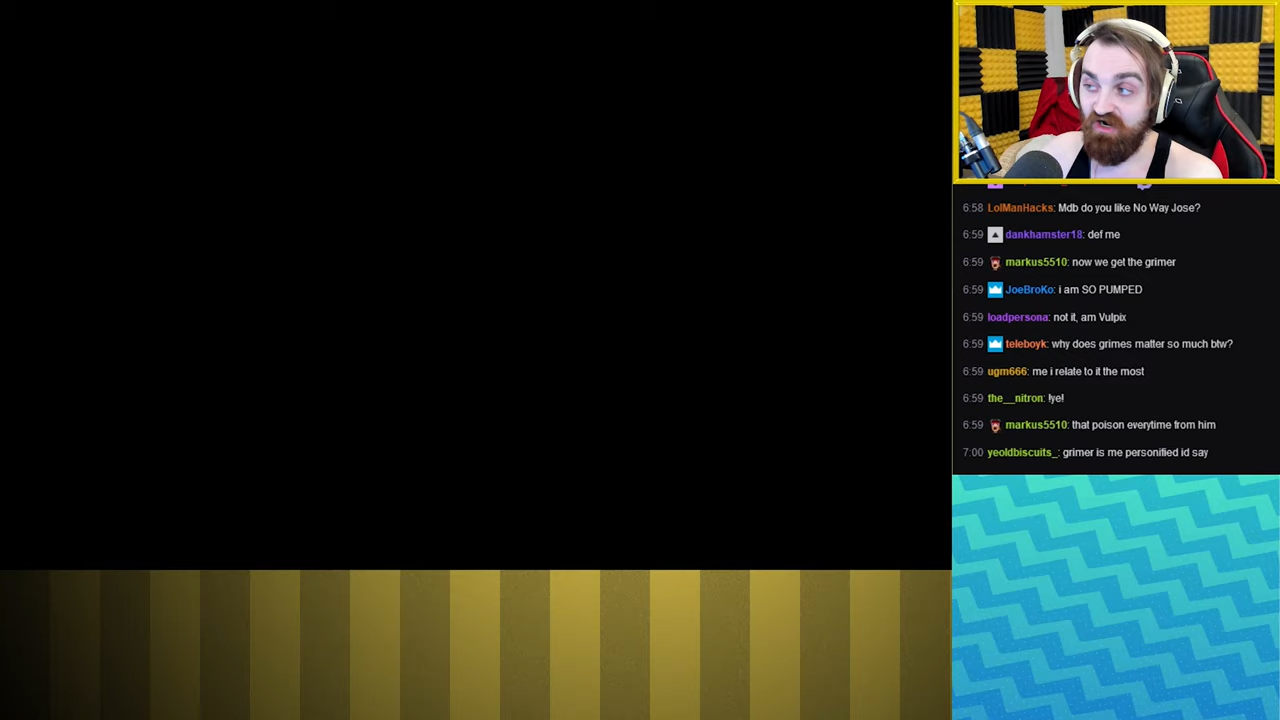 6:58 LolManHacks: Mdb do you like No Way Jose?
6:59 dankhamster18: def me
6:59 markus5510: now we get the grimer
6:59 JoeBroKo: i am SO PUMPED
6:59 loadpersona: not it, am Vulpix
6:59 teleboyk: why does grimes matter so much btw?
6:59 ugrn666: me i relate to it the most
6:59 the__nitron: !ye!
6:59 markus5510: that poison everytime from him
7:00 yeoldbiscuits_: grimer is me personified id say